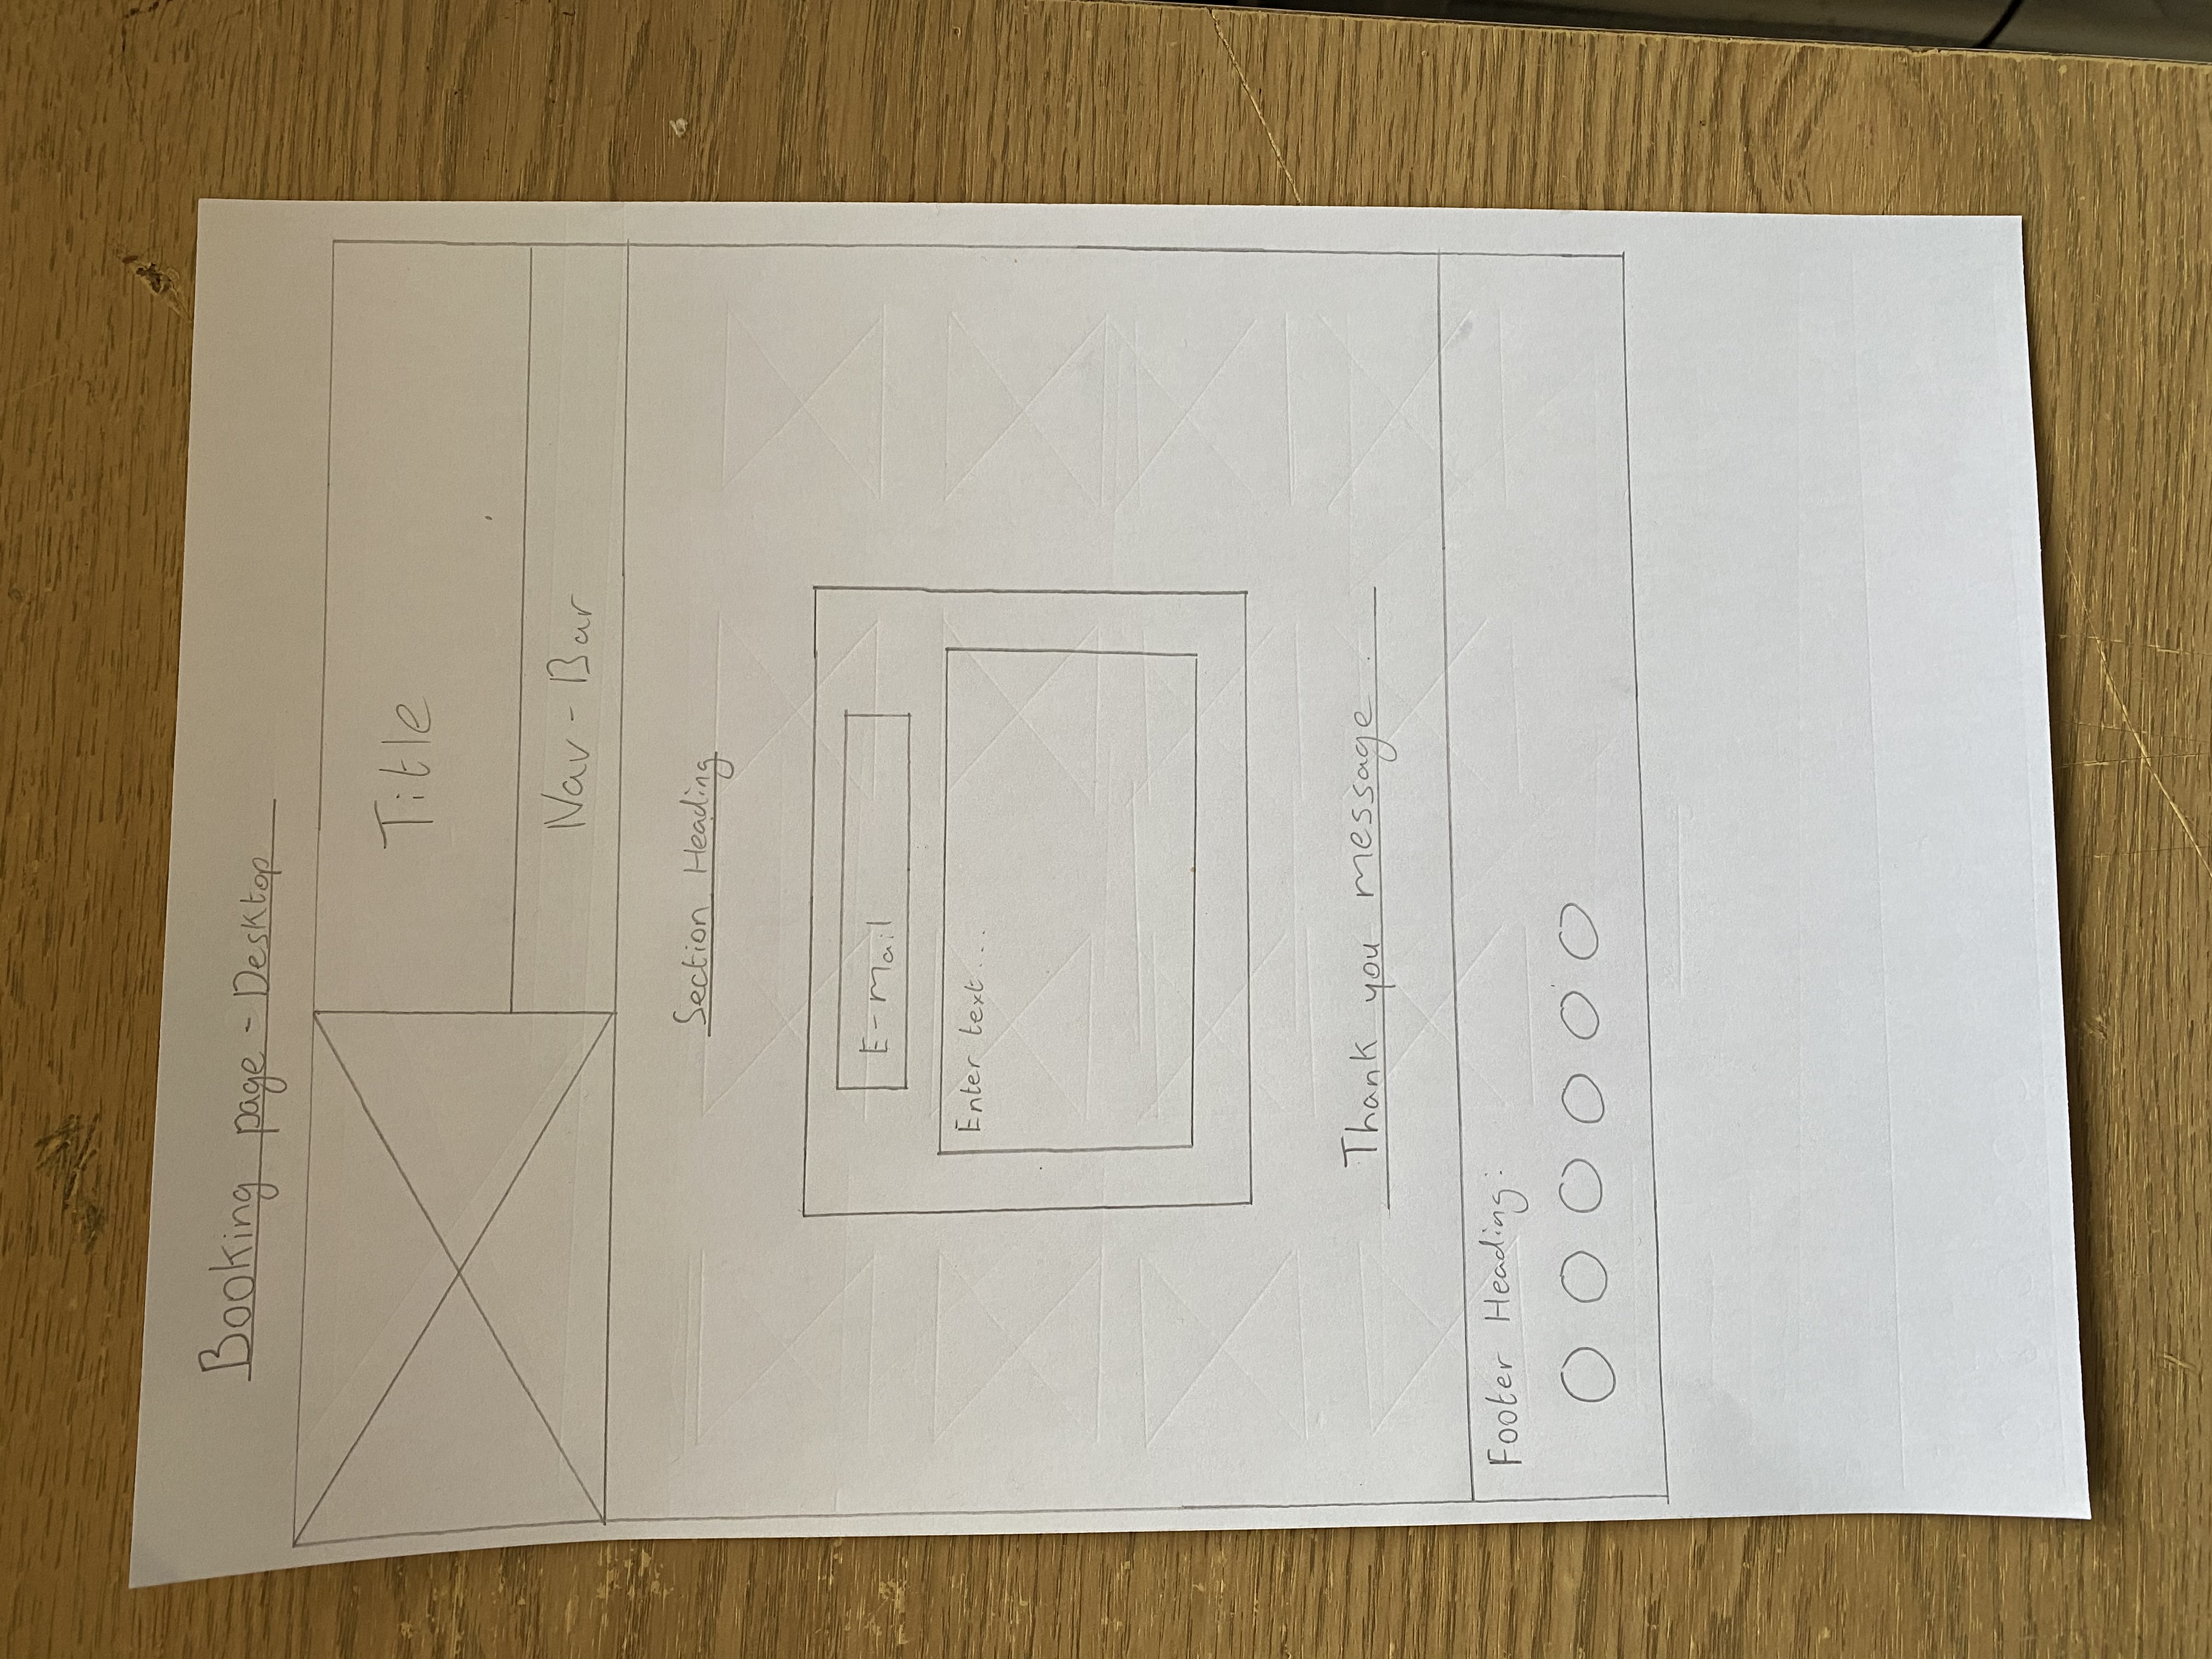 Booking page - Desktop
Title
Nav-Bar
Section Heading
E-mail
Enter text...
Thank you message.
Footer Heading: